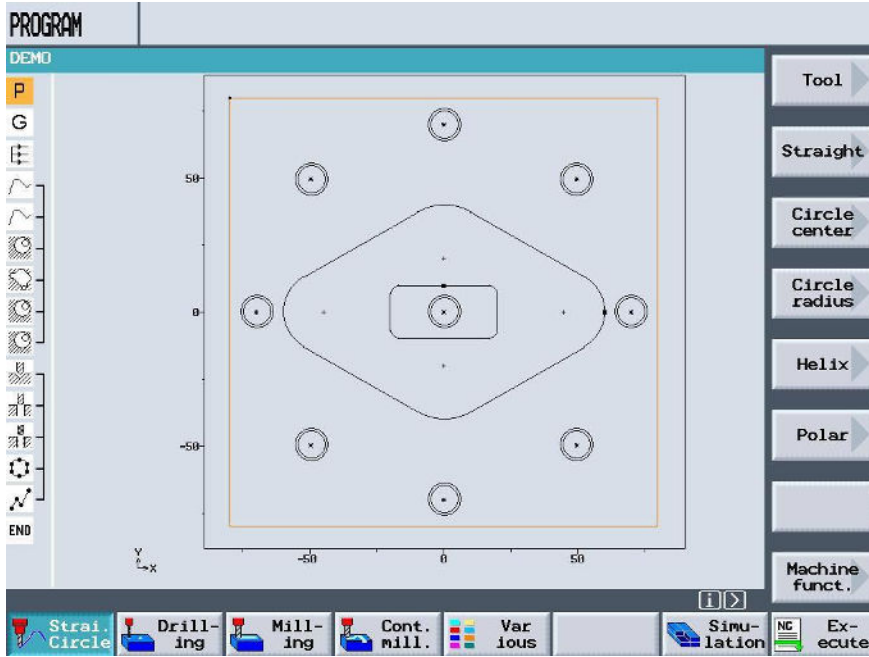 PROGRAM
DEMO
P
G
END
50
0
-50
-50
0
50
Y
X
Tool
Straight
Circle
center
Circle
radius
Helix
Polar
Machine
funct.
i
Strai.
Circle
Drill-
ing
Mill-
ing
Cont.
mill.
Var
ious
Simu-
lation
NC
Ex-
ecute